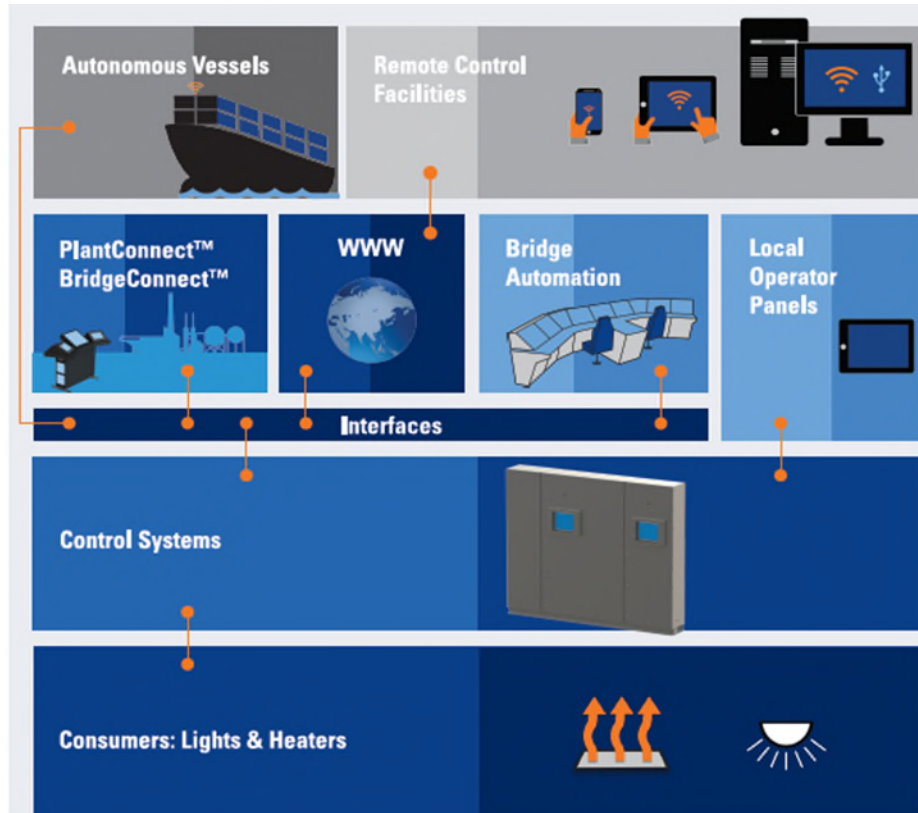 Autonomous Vessels
Remote Control
Facilities
PlantConnect™
BridgeConnect™
WWW
Bridge
Automation
Local
Operator
Panels
Interfaces
Control Systems
Consumers: Lights & Heaters